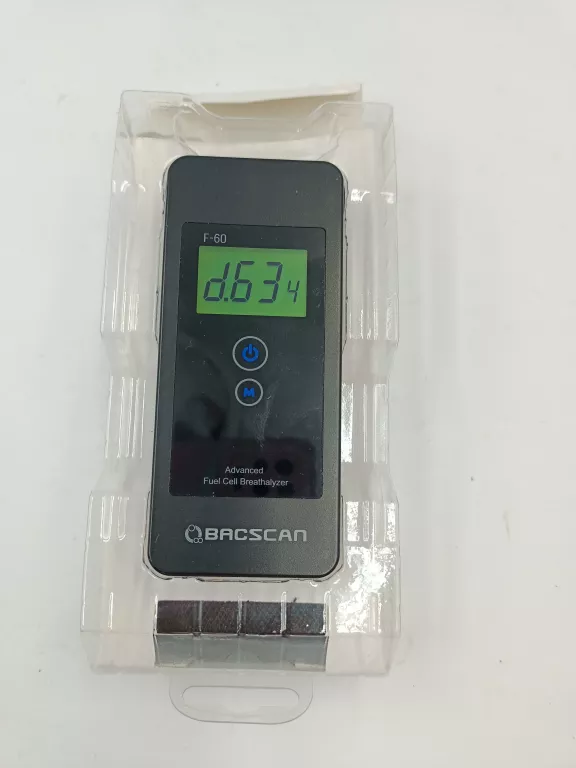 F-60
d.634
M
Advanced
Fuel Cell Breathalyzer
BACSCAN